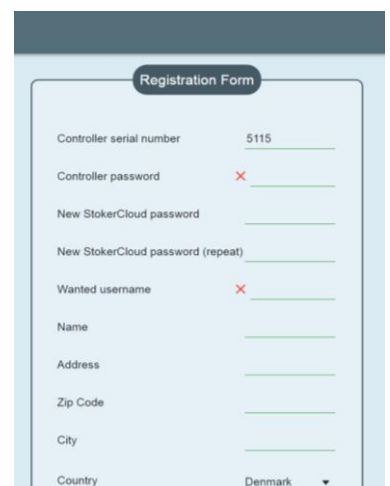 Registration Form
Controller serial number 5115
Controller password
New StokerCloud password
New StokerCloud password (repeat)
Wanted username
Name
Address
Zip Code
City
Country Denmark